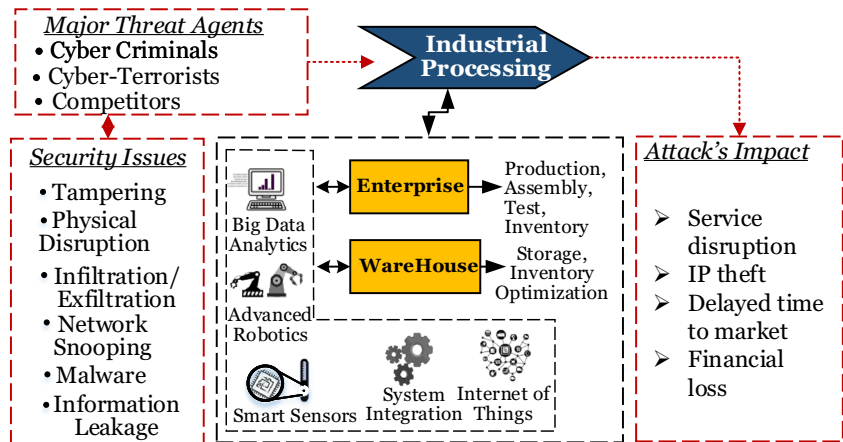 Major Threat Agents
• Cyber Criminals
• Cyber-Terrorists
• Competitors
Industrial
Processing
Security Issues
• Tampering
• Physical
Disruption
• Infiltration/
Exfiltration
• Network
Snooping
• Malware
• Information
Leakage
Big Data
Analytics
Advanced
Robotics
Enterprise
Production,
Assembly,
Test,
Inventory
WareHouse
Storage,
Inventory
Optimization
Smart Sensors
System
Integration
Internet of
Things
Attack's Impact
➢ Service
disruption
➢ IP theft
➢ Delayed time
to market
➢ Financial
loss